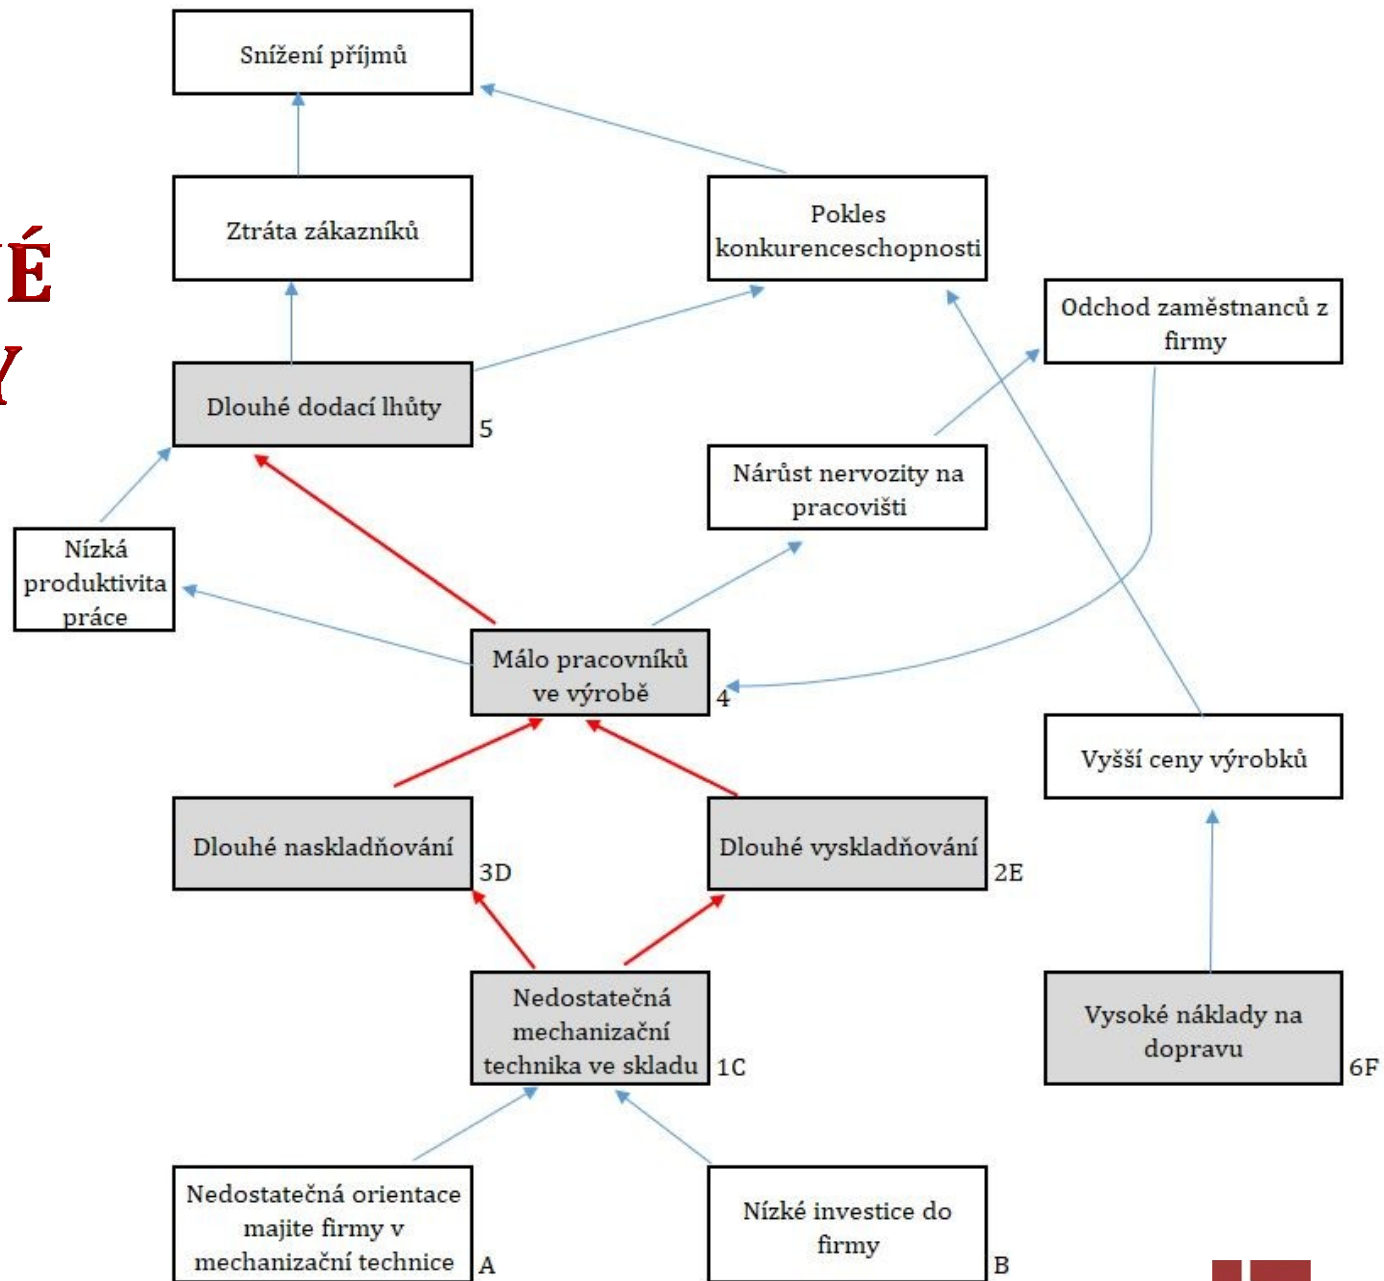 Snížení příjmů
Ztráta zákazníků
Pokles
konkurenceschopnosti
É
Y
Odchod zaměstnanců z
firmy
Dlouhé dodací lhůty
5
Nárůst nervozity na
pracovišti
Nízká
produktivita
práce
Málo pracovníků
ve výrobě
4
Vyšší ceny výrobků
Dlouhé naskladňování
3D
Dlouhé vyskladňování
2E
Nedostatečná
mechanizační
technika ve skladu
1C
Vysoké náklady na
dopravu
6F
Nedostatečná orientace
majite firmy v
mechanizační technice
A
Nízké investice do
firmy
B